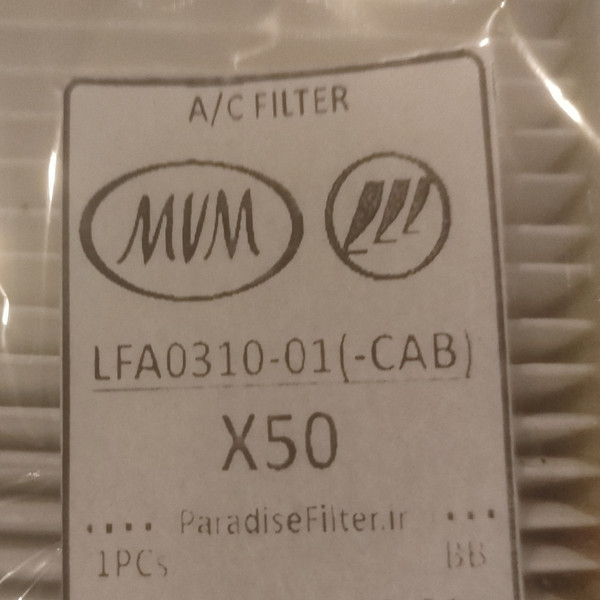 A/C FILTER
MVM
LFA0310-01(-CAB)
X50
.... ParadiseFilter.ir ...
1PCs BB